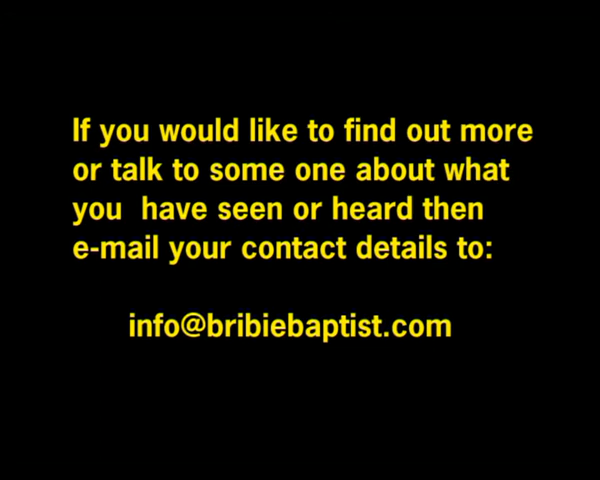 If you would like to find out more
or talk to some one about what
you  have seen or heard then
e-mail your contact details to:
info@bribiebaptist.com